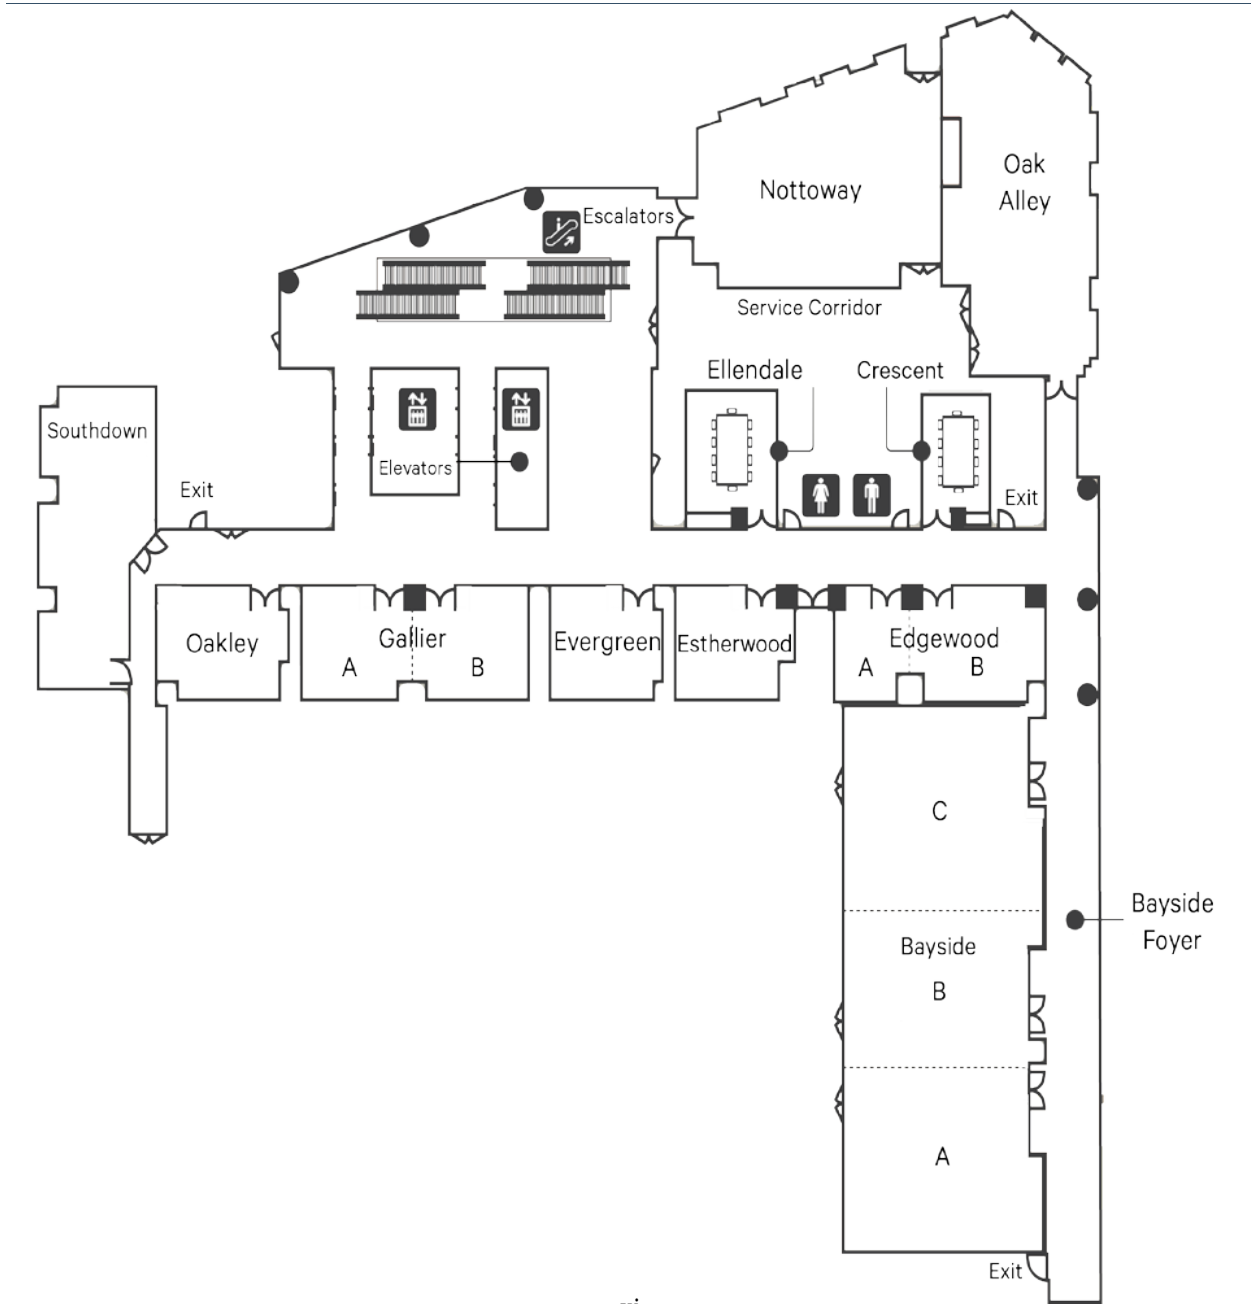 Oak
Alley
Nottoway
Escalators
Service Corridor
Ellendale
Crescent
Southdown
Elevators
Exit
Exit
Oakley
Gallier
A
B
Evergreen
Estherwood
Edgewood
A
B
C
Bayside
Foyer
Bayside
B
A
Exit